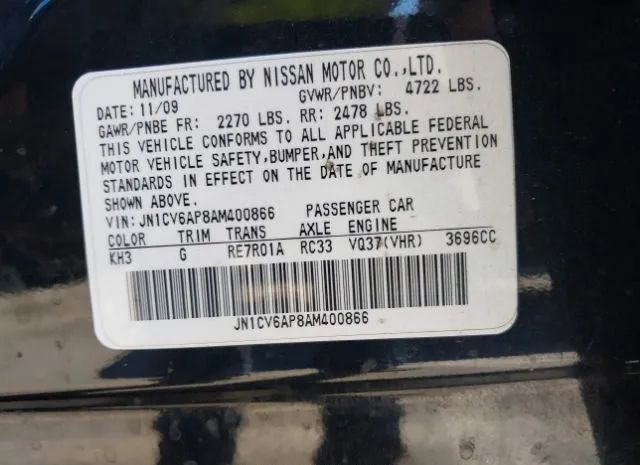 MANUFACTURED BY NISSAN MOTOR CO.,LTD.
DATE: 11/09 GVWR/PNBV: 4722 LBS.
GAWR/PNBE FR: 2270 LBS. RR: 2478 LBS.
THIS VEHICLE CONFORMS TO ALL APPLICABLE FEDERAL
MOTOR VEHICLE SAFETY,BUMPER,AND THEFT PREVENTION
STANDARDS IN EFFECT ON THE DATE OF MANUFACTURE
SHOWN ABOVE.
VIN: JN1CV6AP8AM400866 PASSENGER CAR
COLOR TRIM TRANS AXLE ENGINE
KH3 G RE7R01A RC33 VQ37(VHR) 3696CC
JN1CV6AP8AM400866